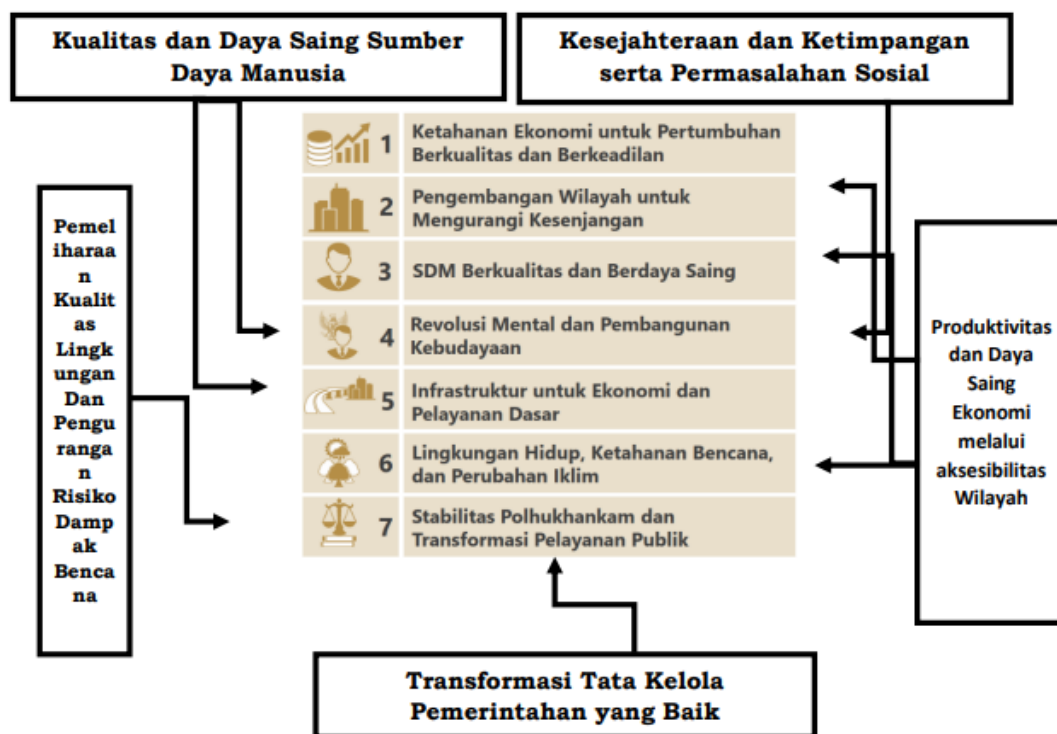 Kualitas dan Daya Saing Sumber
Daya Manusia
Kesejahteraan dan Ketimpangan
serta Permasalahan Sosial
1
Ketahanan Ekonomi untuk Pertumbuhan
Berkualitas dan Berkeadilan
2
Pengembangan Wilayah untuk
Mengurangi Kesenjangan
3
SDM Berkualitas dan Berdaya Saing
4
Revolusi Mental dan Pembangunan
Kebudayaan
5
Infrastruktur untuk Ekonomi dan
Pelayanan Dasar
6
Lingkungan Hidup, Ketahanan Bencana,
dan Perubahan Iklim
7
Stabilitas Polhukhankam dan
Transformasi Pelayanan Publik
Pemel
iharaa
n
Kualit
as
Lingk
ungan
Dan
Pengu
rangan
Risiko
Damp
ak
Benca
na
Produktivitas
dan Daya
Saing
Ekonomi
melalui
aksesibilitas
Wilayah
Transformasi Tata Kelola
Pemerintahan yang Baik